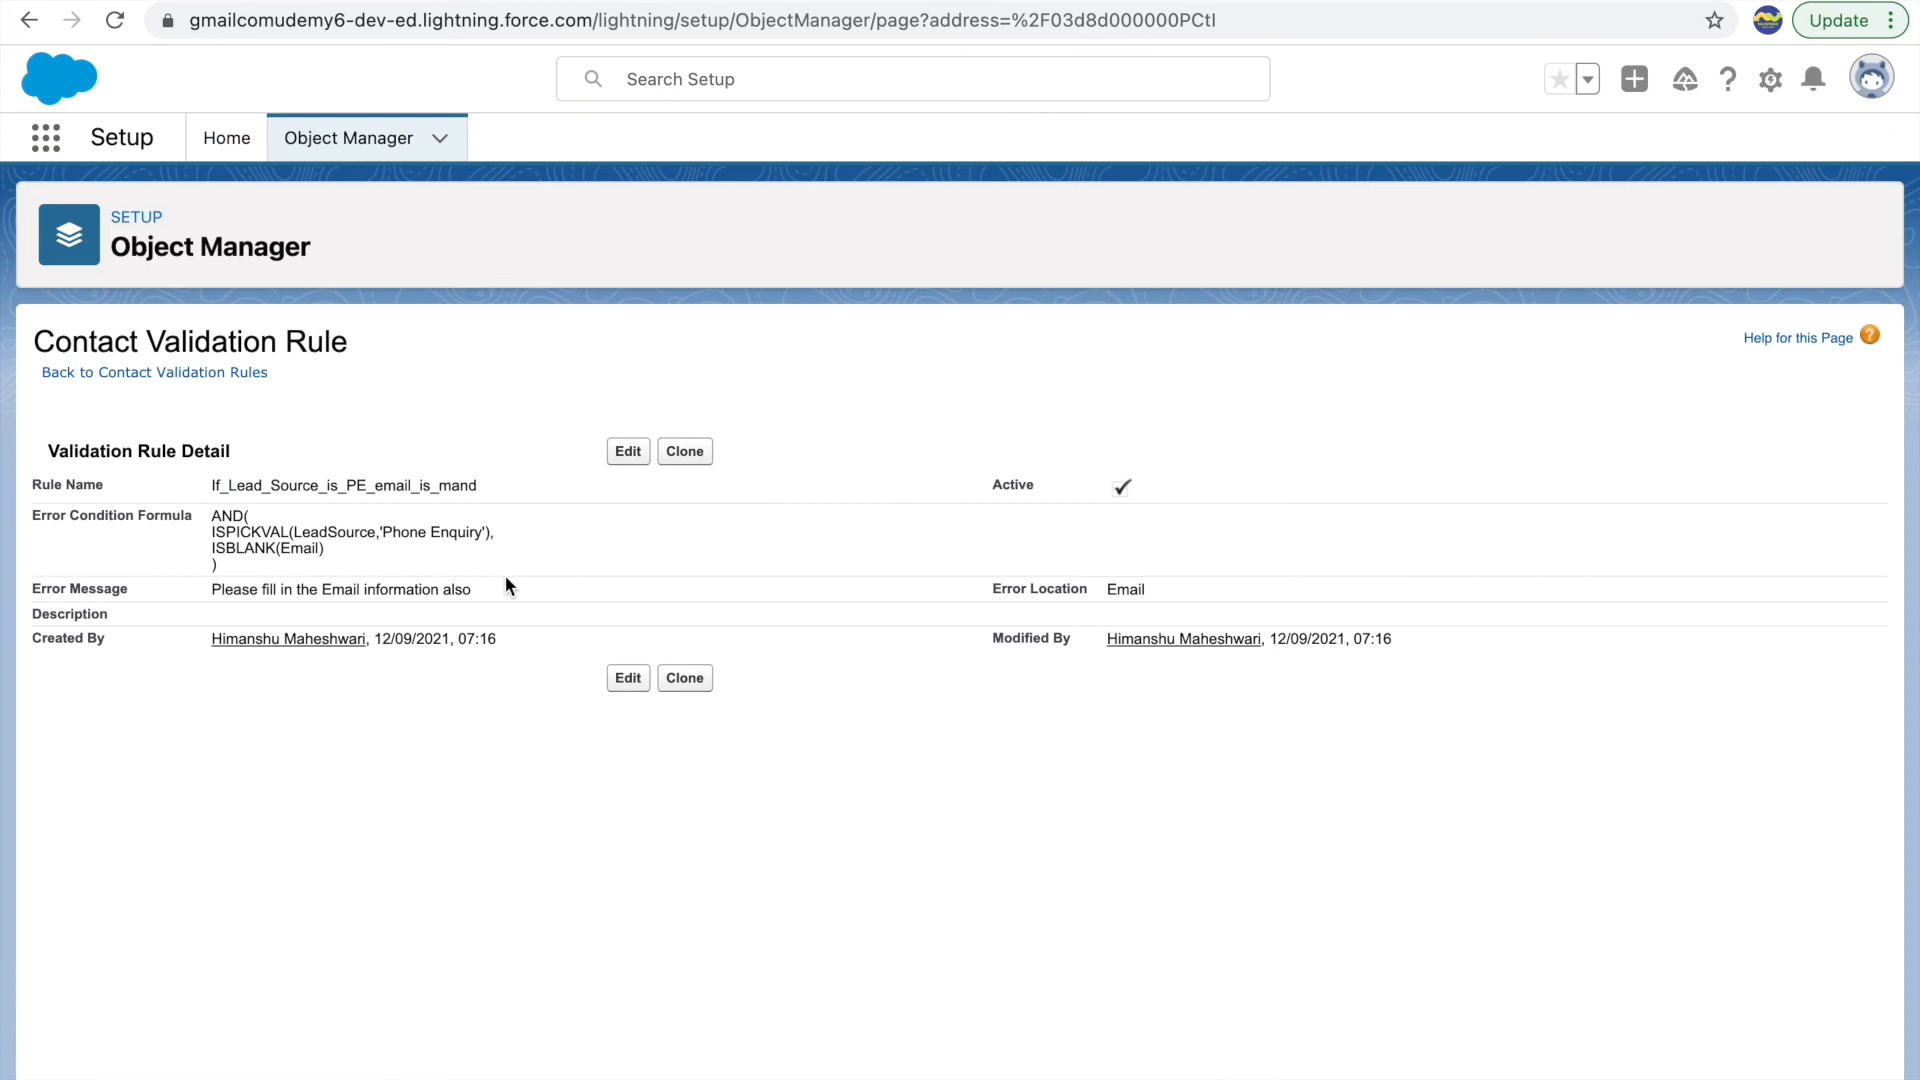 gmailcomudemy6-dev-ed.lightning.force.com/lightning/setup/ObjectManager/page?address=%2F03d8d000000PCtI
Update
Search Setup
Setup
Home
Object Manager
SETUP
Object Manager
Contact Validation Rule
Help for this Page
Back to Contact Validation Rules
Validation Rule Detail
Edit
Clone
Rule Name
If_Lead_Source_is_PE_email_is_mand
Active
Error Condition Formula
AND(
ISPICKVAL(LeadSource,'Phone Enquiry'),
ISBLANK(Email)
)
Error Message
Please fill in the Email information also
Error Location
Email
Description
Created By
Himanshu Maheshwari, 12/09/2021, 07:16
Modified By
Himanshu Maheshwari, 12/09/2021, 07:16
Edit
Clone